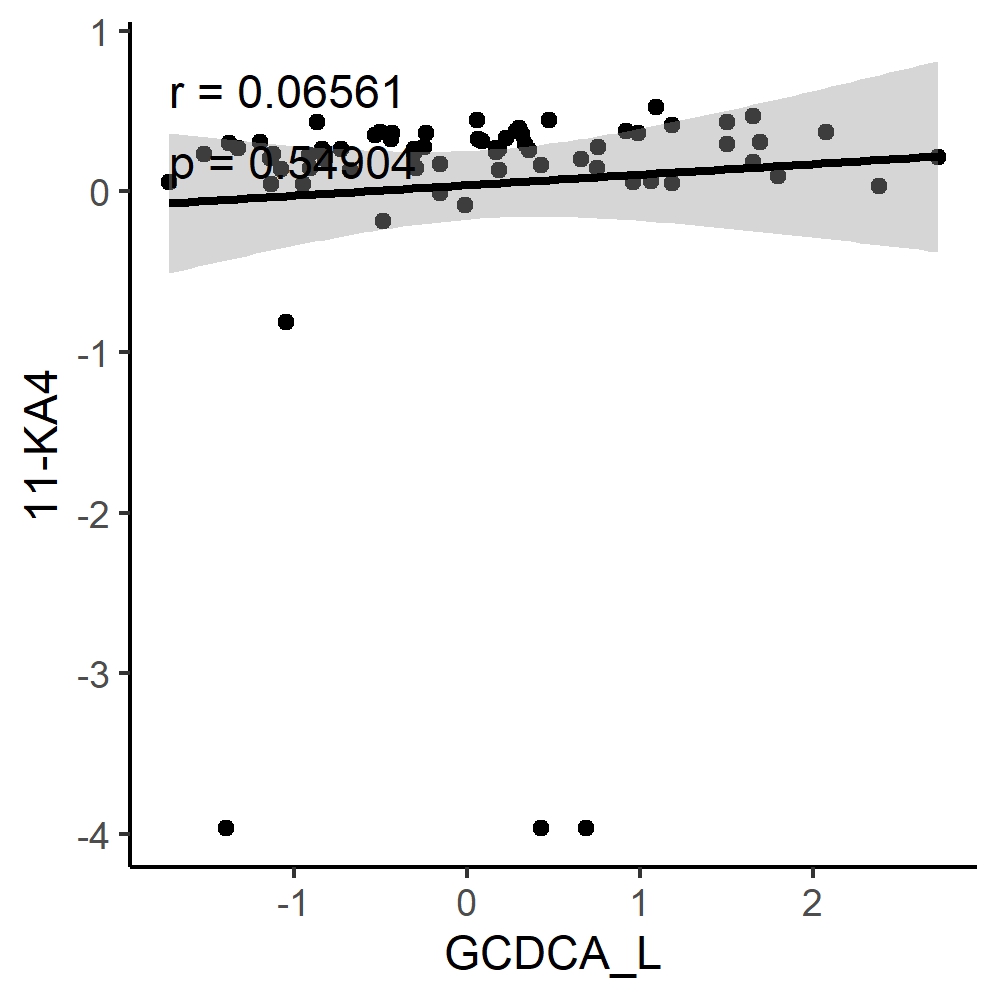 1
r = 0.06561
p = 0.54904
0
-1
-2
-3
-4
11-KA4
-1 0 1 2
GCDCA_L